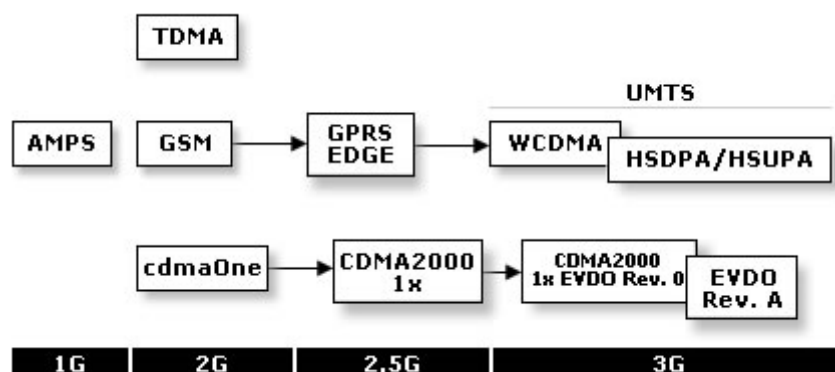 TDMA
UMTS
AMPS
GSM
GPRS
EDGE
WCDMA
HSDPA/HSUPA
cdmaOne
CDMA2000
1x
CDMA2000
1x EVDO Rev. 0
EVDO
Rev. A
1G
2G
2.5G
3G